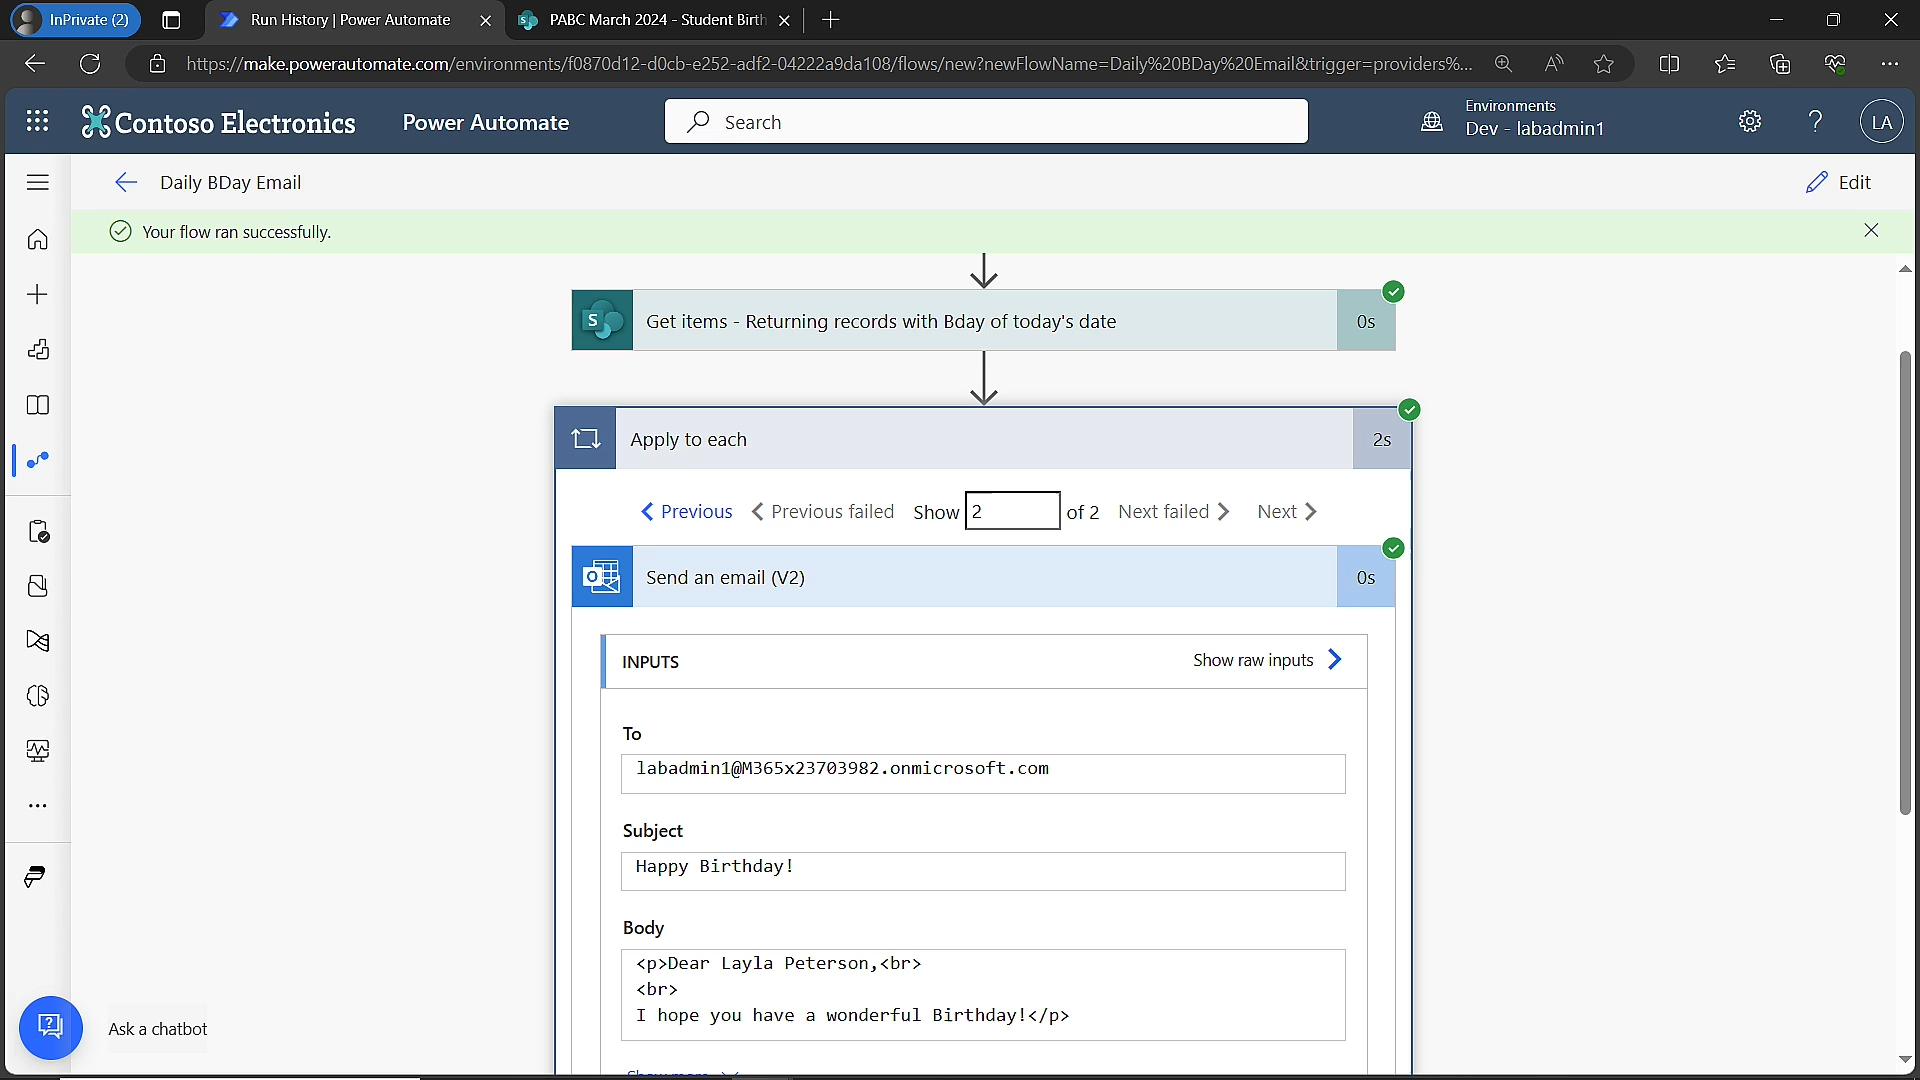 InPrivate (2)
Run History | Power Automate
PABC March 2024 - Student Birth
https://make.powerautomate.com/environments/f0870d12-d0cb-e252-adf2-04222a9da108/flows/new?newFlowName=Daily%20BDay%20Email&trigger=providers%...
Contoso Electronics
Power Automate
Search
Environments
Dev - labadmin1
?
LA
Daily BDay Email
Edit
Your flow ran successfully.
S
Get items - Returning records with Bday of today's date
0s
Apply to each
2s
Previous
Previous failed
Show
2
of 2
Next failed
Next
Send an email (V2)
0s
INPUTS
Show raw inputs
To
labadmin1@M365x23703982.onmicrosoft.com
Subject
Happy Birthday!
Body
<p>Dear Layla Peterson,<br>
<br>
I hope you have a wonderful Birthday!</p>
Ask a chatbot
Show more